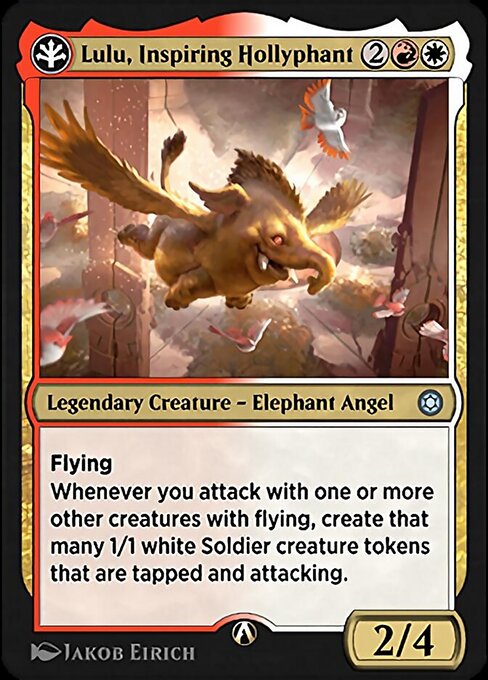 Lulu, Inspiring Hollyphant 2
Legendary Creature – Elephant Angel
Flying
Whenever you attack with one or more
other creatures with flying, create that
many 1/1 white Soldier creature tokens
that are tapped and attacking.
2/4
Jakob Eirich